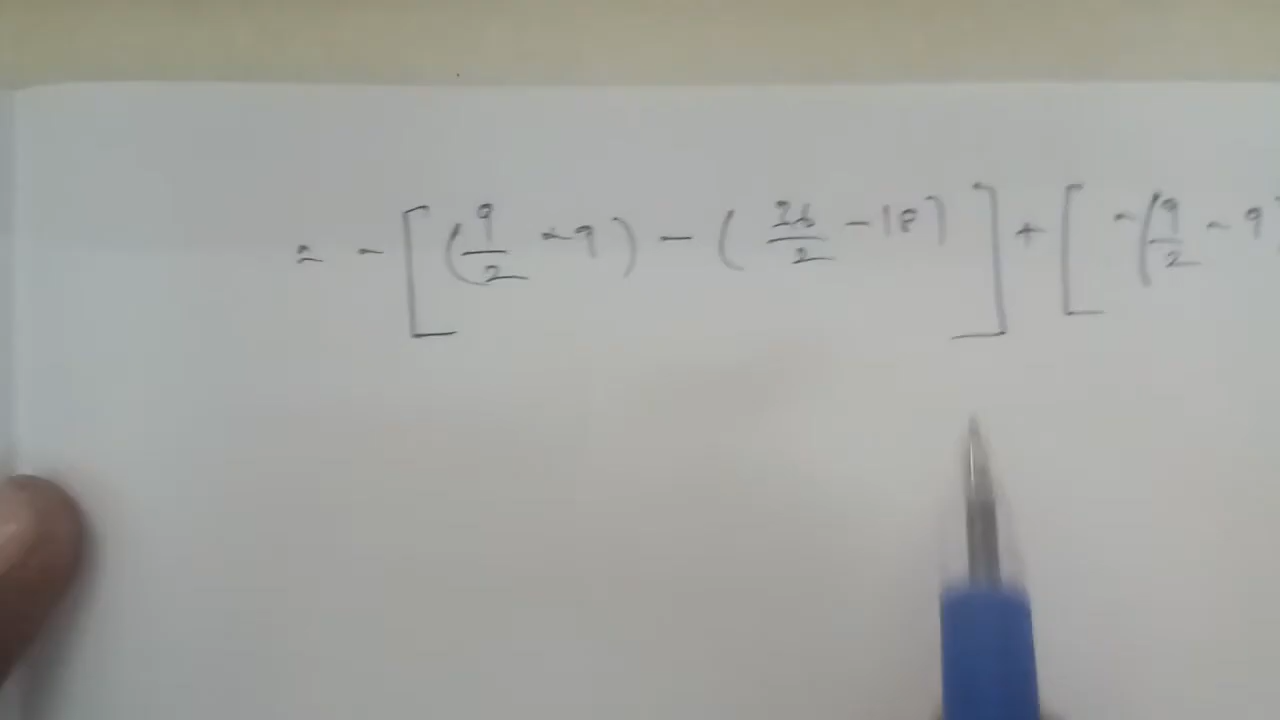 = - [ (9/2 - 9) - ( 36/2 - 18) ] + [ -(9/2 - 9)